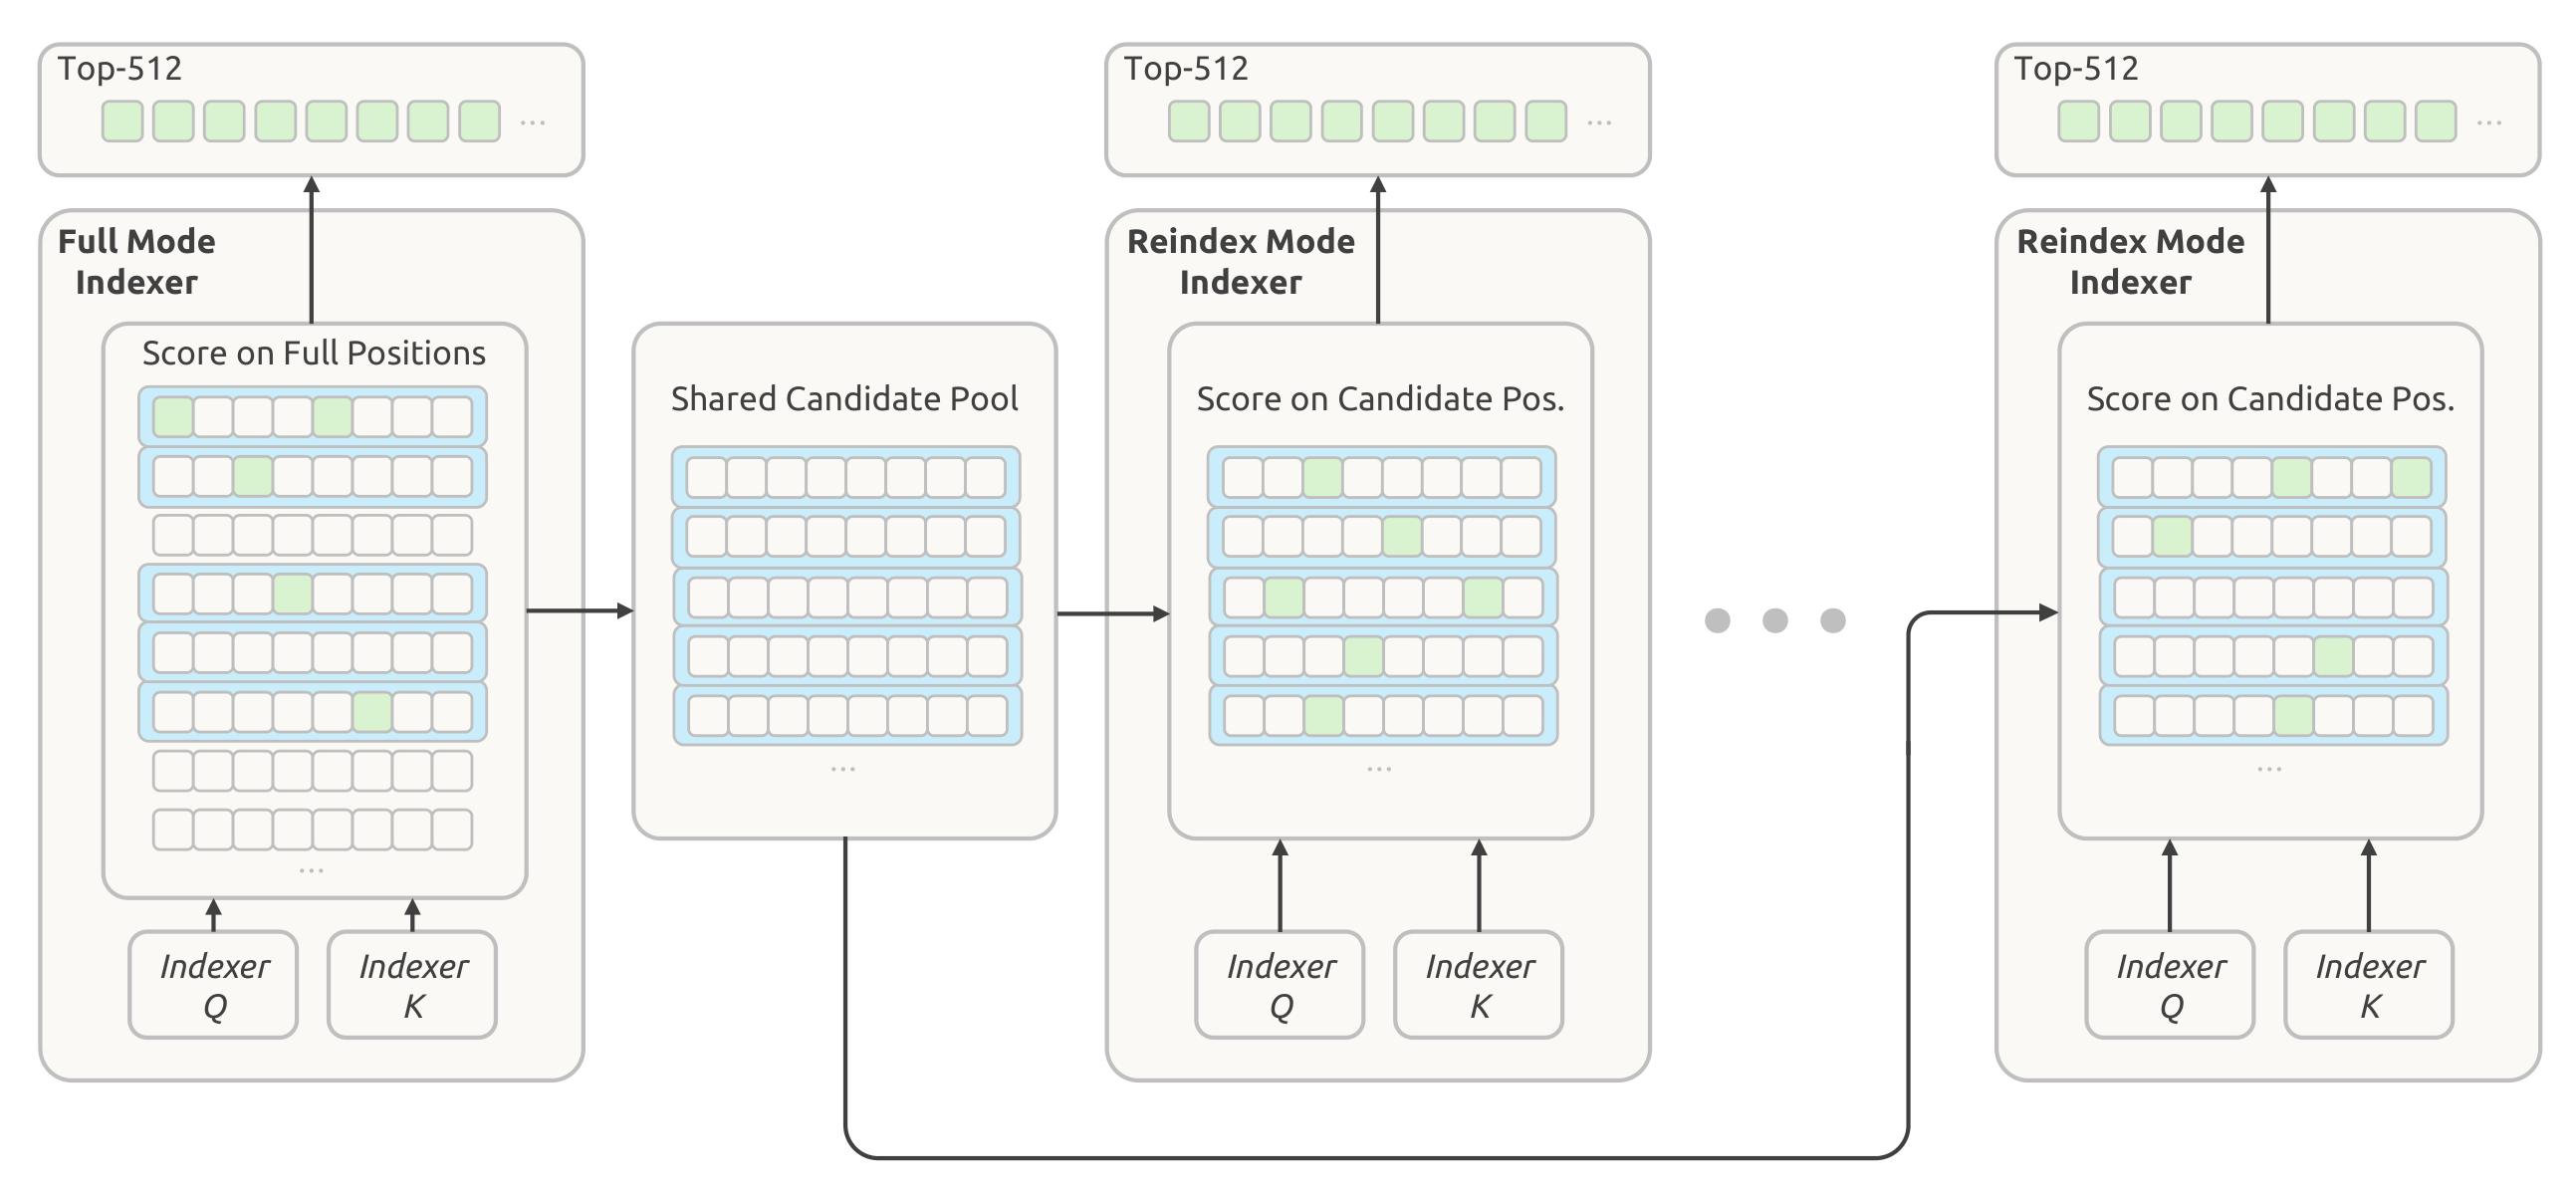 Top-512
...
Full Mode
Indexer
Score on Full Positions
...
Indexer
Q
Indexer
K
Shared Candidate Pool
...
Top-512
...
Reindex Mode
Indexer
Score on Candidate Pos.
...
Indexer
Q
Indexer
K
Top-512
...
Reindex Mode
Indexer
Score on Candidate Pos.
...
Indexer
Q
Indexer
K